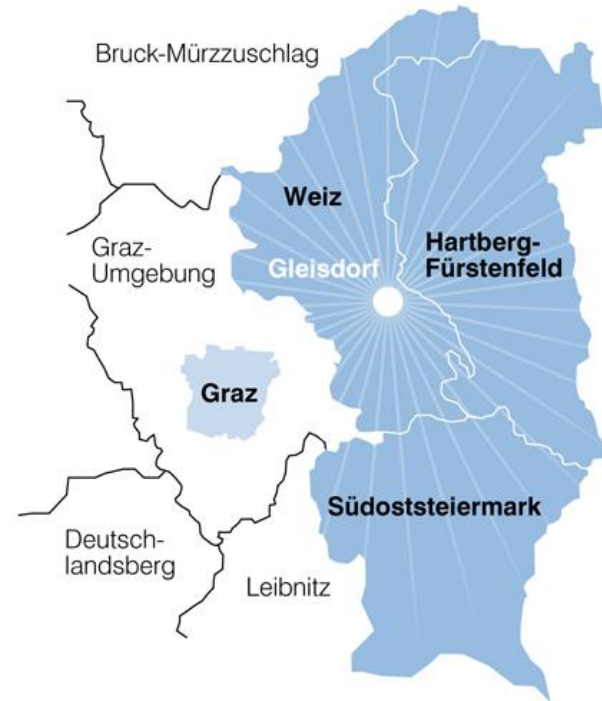 Bruck-Mürzzuschlag
Weiz
Graz-
Umgebung
Gleisdorf
Hartberg-
Fürstenfeld
Graz
Südoststeiermark
Deutsch-
landsberg
Leibnitz